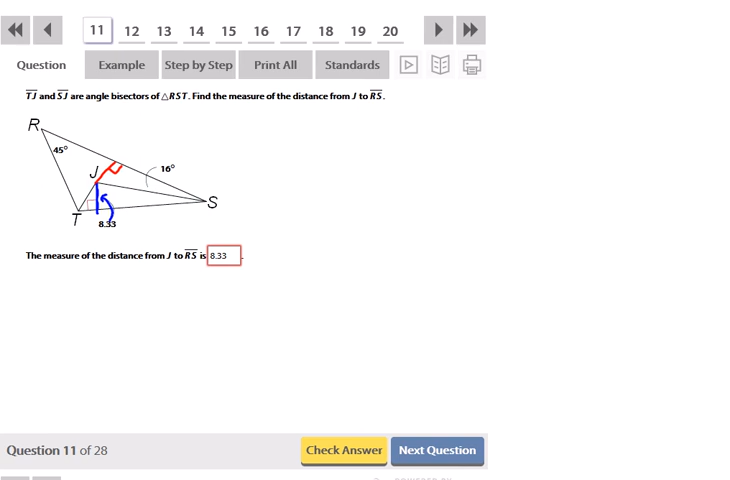 11 12 13 14 15 16 17 18 19 20
Question Example Step by Step Print All Standards
TJ and SJ are angle bisectors of △RST. Find the measure of the distance from J to RS.
R
45°
J
16°
S
T
8.33
The measure of the distance from J to RS is 8.33.
Question 11 of 28 Check Answer Next Question